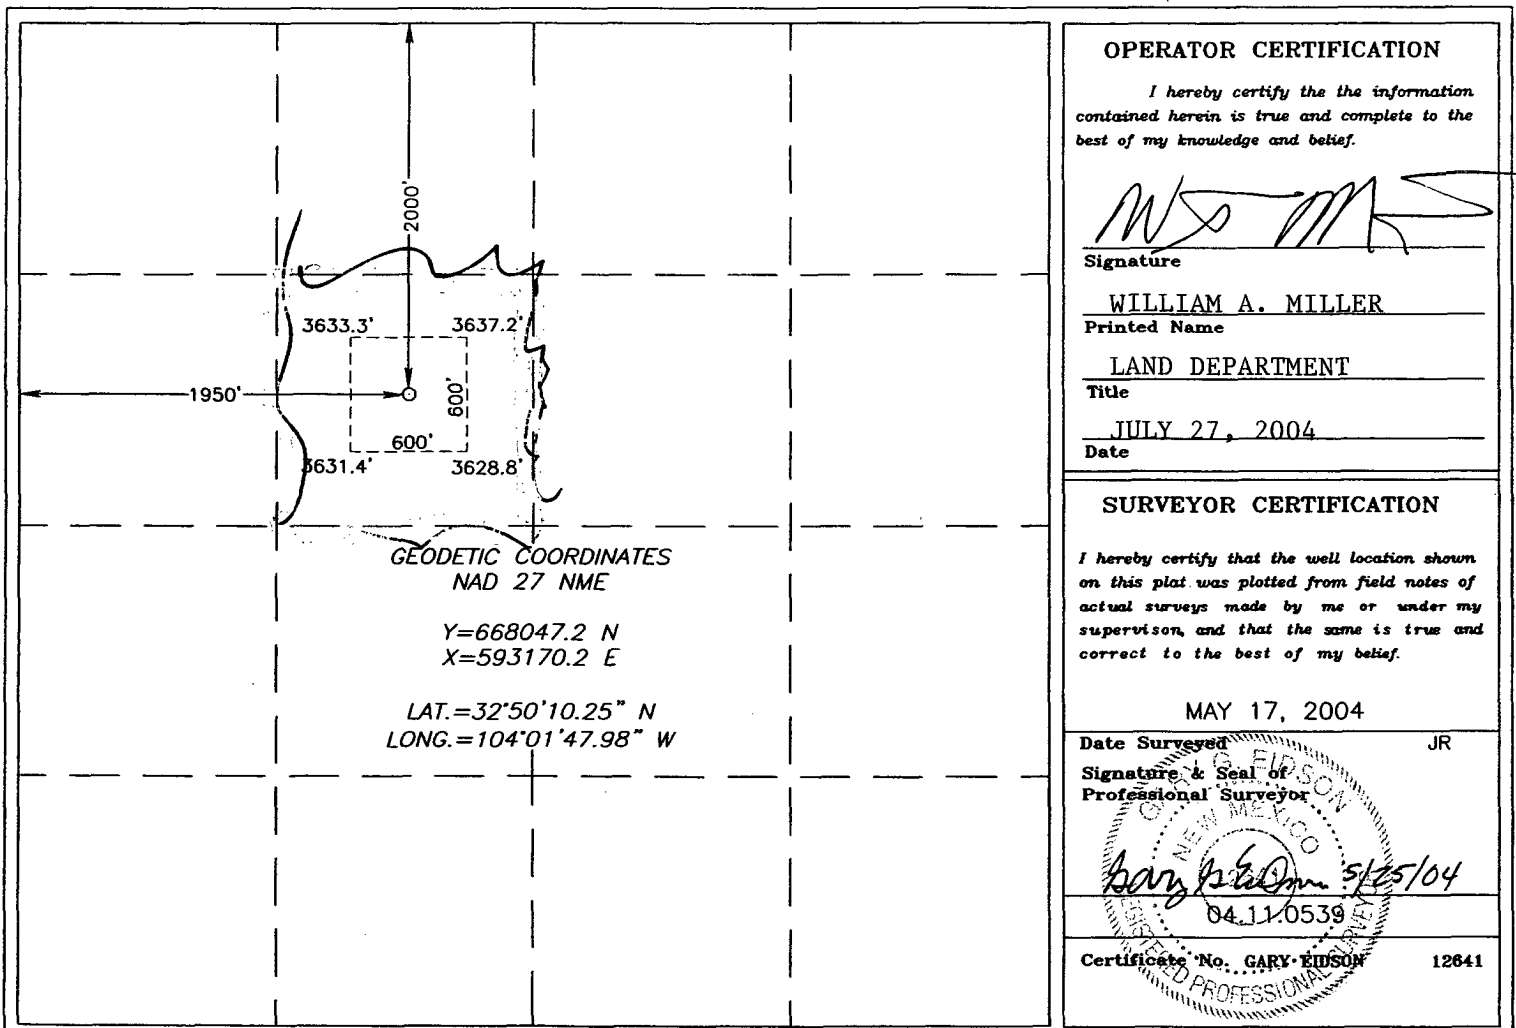 2000'
3633.3'
3637.2'
1950'
600'
600'
3631.4'
3628.8'
GEODETIC COORDINATES
NAD 27 NME
Y=668047.2 N
X=593170.2 E
LAT.=32°50'10.25" N
LONG.=104°01'47.98" W
OPERATOR CERTIFICATION
I hereby certify the the information
contained herein is true and complete to the
best of my knowledge and belief.
Signature
WILLIAM A. MILLER
Printed Name
LAND DEPARTMENT
Title
JULY 27, 2004
Date
SURVEYOR CERTIFICATION
I hereby certify that the well location shown
on this plat was plotted from field notes of
actual surveys made by me or under my
supervison, and that the same is true and
correct to the best of my belief.
MAY 17, 2004
Date Surveyed JR
Signature & Seal of
Professional Surveyor
G. EIDSON
NEW MEXICO
Gary G Eidson 5/25/04
04.11.0539
Certificate No. GARY EIDSON 12641
REGISTERED PROFESSIONAL SURVEYOR